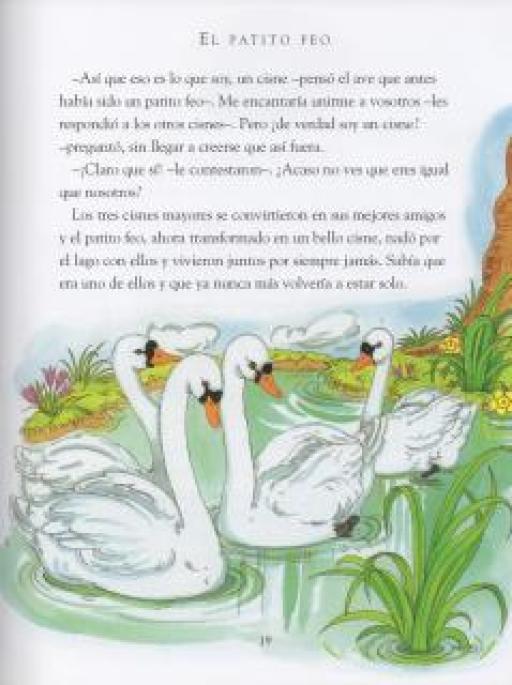 EL PATITO FEO
–Así que eso es lo que soy, un cisne –pensó el ave que antes
había sido un patito feo–. Me encantaría unirme a vosotros –les
respondió a los otros cisnes–. Pero ¡de verdad soy un cisne!
–preguntó, sin llegar a creerse que así fuera.
–¡Claro que sí! –le contestaron–. ¿Acaso no ves que eres igual
que nosotros?
Los tres cisnes mayores se convirtieron en sus mejores amigos
y el patito feo, ahora transformado en un bello cisne, nadó por
el lago con ellos y vivieron juntos por siempre jamás. Sabía que
era uno de ellos y que ya nunca más volvería a estar solo.
19